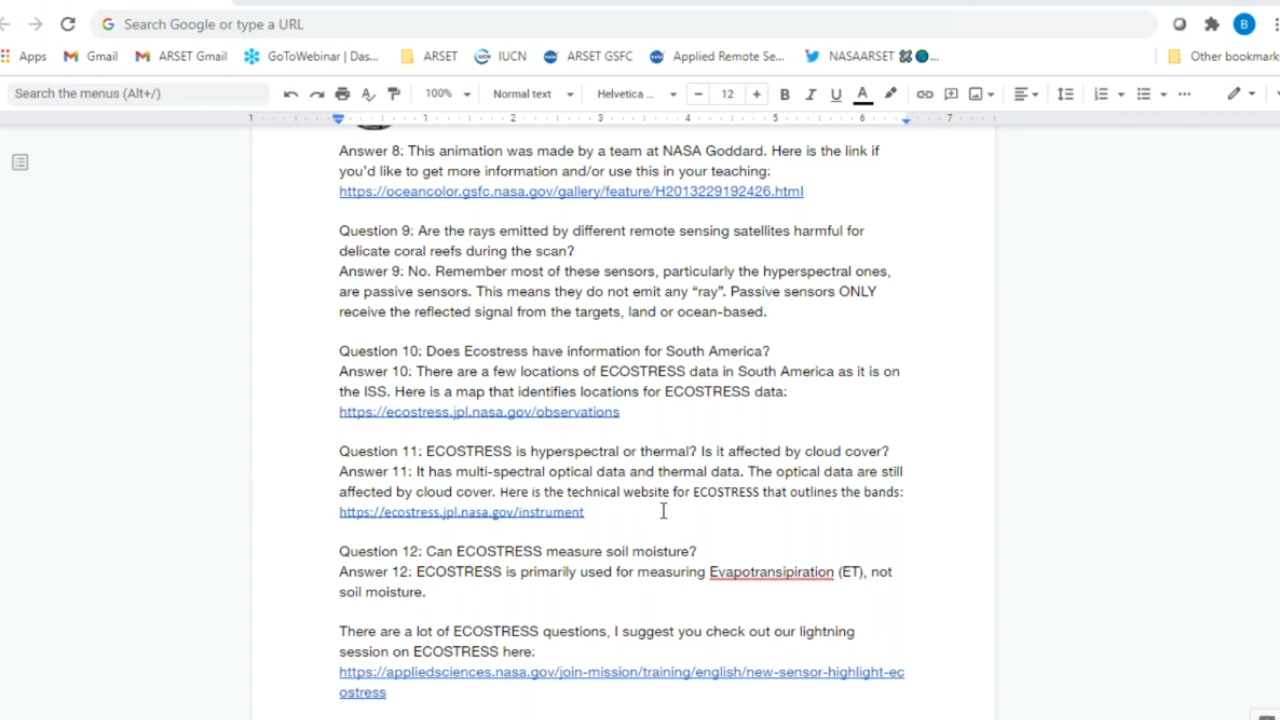 Search Google or type a URL
B
Apps
Gmail
ARSET Gmail
GoToWebinar | Das...
ARSET
IUCN
ARSET GSFC
Applied Remote Se...
NASAARSET
...
Other bookmark
Search the menus (Alt+/)
100%
Normal text
Helvetica ...
12
B I U A
1 1 2 3 4 5 6 7
Answer 8: This animation was made by a team at NASA Goddard. Here is the link if
you'd like to get more information and/or use this in your teaching:
https://oceancolor.gsfc.nasa.gov/gallery/feature/H2013229192426.html
Question 9: Are the rays emitted by different remote sensing satellites harmful for
delicate coral reefs during the scan?
Answer 9: No. Remember most of these sensors, particularly the hyperspectral ones,
are passive sensors. This means they do not emit any “ray”. Passive sensors ONLY
receive the reflected signal from the targets, land or ocean-based.
Question 10: Does Ecostress have information for South America?
Answer 10: There are a few locations of ECOSTRESS data in South America as it is on
the ISS. Here is a map that identifies locations for ECOSTRESS data:
https://ecostress.jpl.nasa.gov/observations
Question 11: ECOSTRESS is hyperspectral or thermal? Is it affected by cloud cover?
Answer 11: It has multi-spectral optical data and thermal data. The optical data are still
affected by cloud cover. Here is the technical website for ECOSTRESS that outlines the bands:
https://ecostress.jpl.nasa.gov/instrument
Question 12: Can ECOSTRESS measure soil moisture?
Answer 12: ECOSTRESS is primarily used for measuring Evapotransipiration (ET), not
soil moisture.
There are a lot of ECOSTRESS questions, I suggest you check out our lightning
session on ECOSTRESS here:
https://appliedsciences.nasa.gov/join-mission/training/english/new-sensor-highlight-ec
ostress